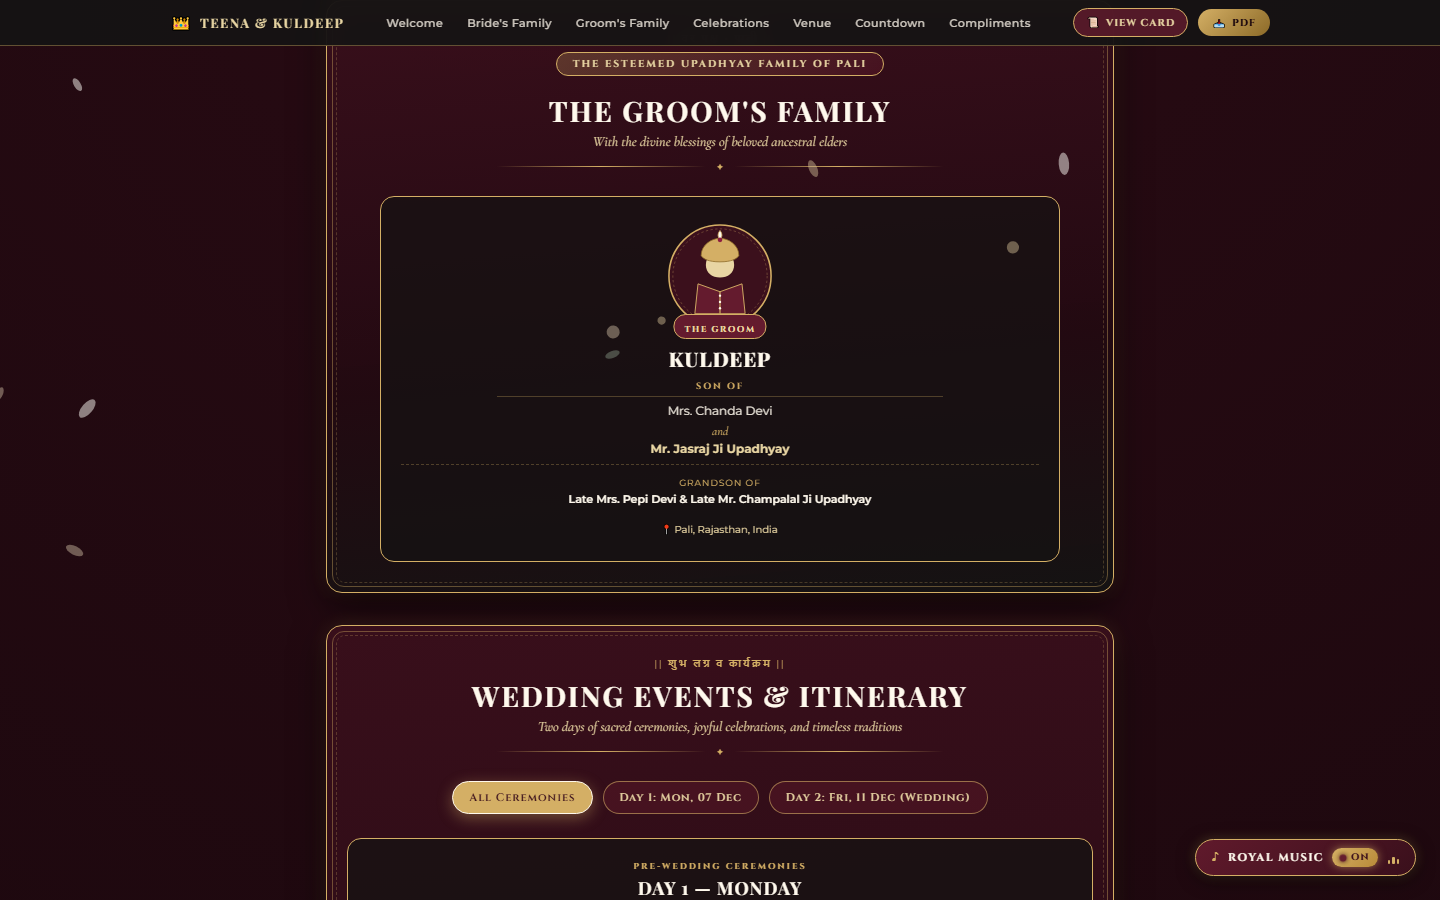 TEENA & KULDEEP
Welcome Bride's Family Groom's Family Celebrations Venue Countdown Compliments
VIEW CARD PDF
THE ESTEEMED UPADHYAY FAMILY OF PALI
THE GROOM'S FAMILY
With the divine blessings of beloved ancestral elders
THE GROOM
KULDEEP
SON OF
Mrs. Chanda Devi
and
Mr. Jasraj Ji Upadhyay
GRANDSON OF
Late Mrs. Pepi Devi & Late Mr. Champalal Ji Upadhyay
Pali, Rajasthan, India
|| शुभ लग्न व कार्यक्रम ||
WEDDING EVENTS & ITINERARY
Two days of sacred ceremonies, joyful celebrations, and timeless traditions
All Ceremonies Day 1: Mon, 07 Dec Day 2: Fri, 11 Dec (Wedding)
PRE-WEDDING CEREMONIES
DAY 1 — MONDAY
ROYAL MUSIC ON